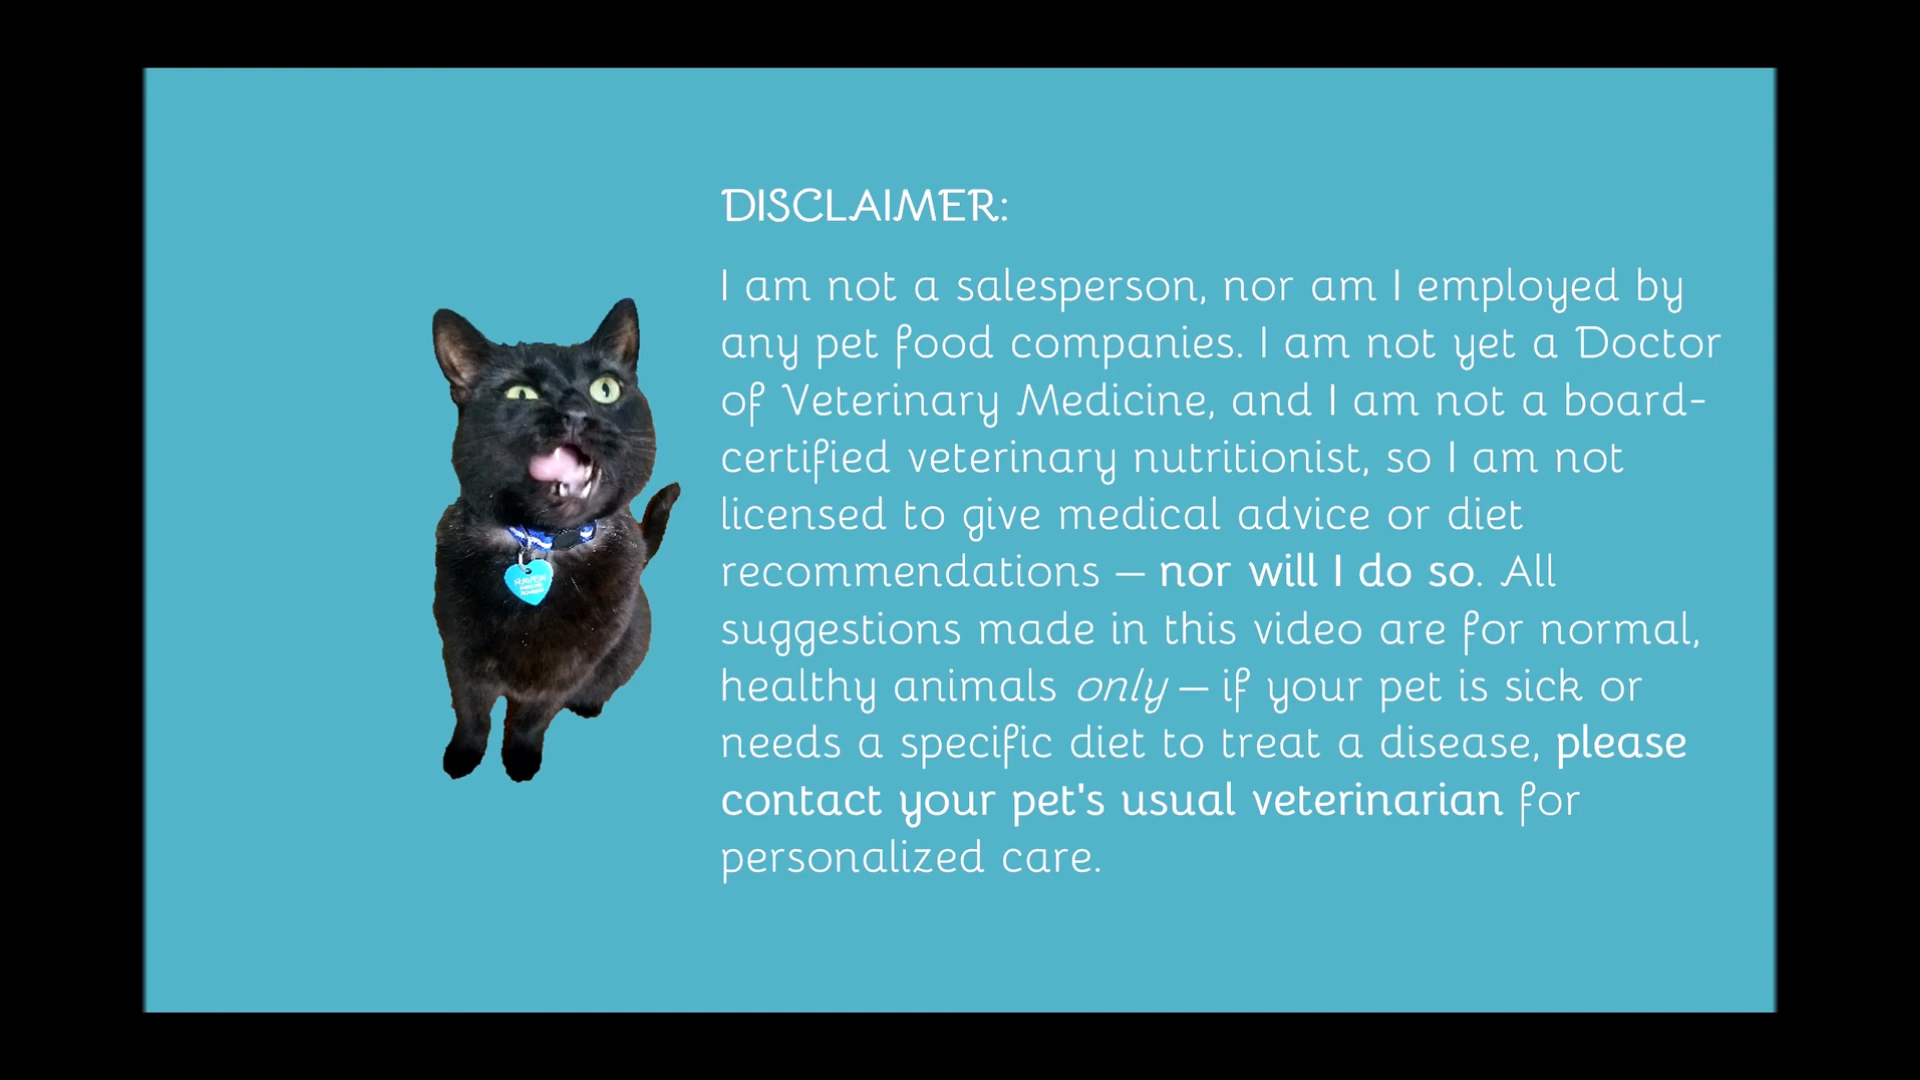 DISCLAIMER:
I am not a salesperson, nor am I employed by
any pet food companies. I am not yet a Doctor
of Veterinary Medicine, and I am not a board-
certified veterinary nutritionist, so I am not
licensed to give medical advice or diet
recommendations – nor will I do so. All
suggestions made in this video are for normal,
healthy animals only – if your pet is sick or
needs a specific diet to treat a disease, please
contact your pet's usual veterinarian for
personalized care.
RAVEN